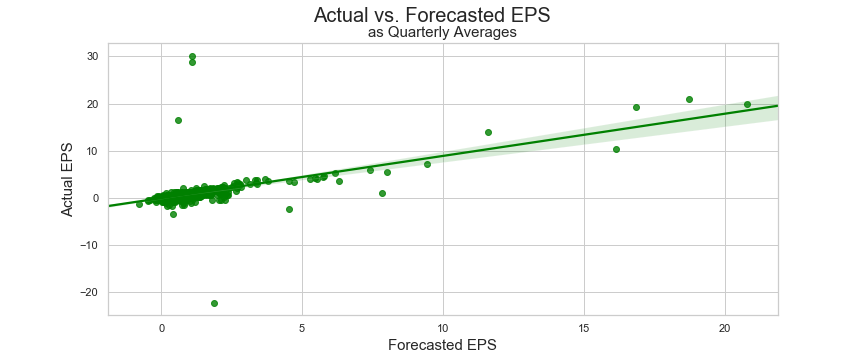 Actual vs. Forecasted EPS
as Quarterly Averages
30
20
10
0
−10
−20
Actual EPS
0
5
10
15
20
Forecasted EPS